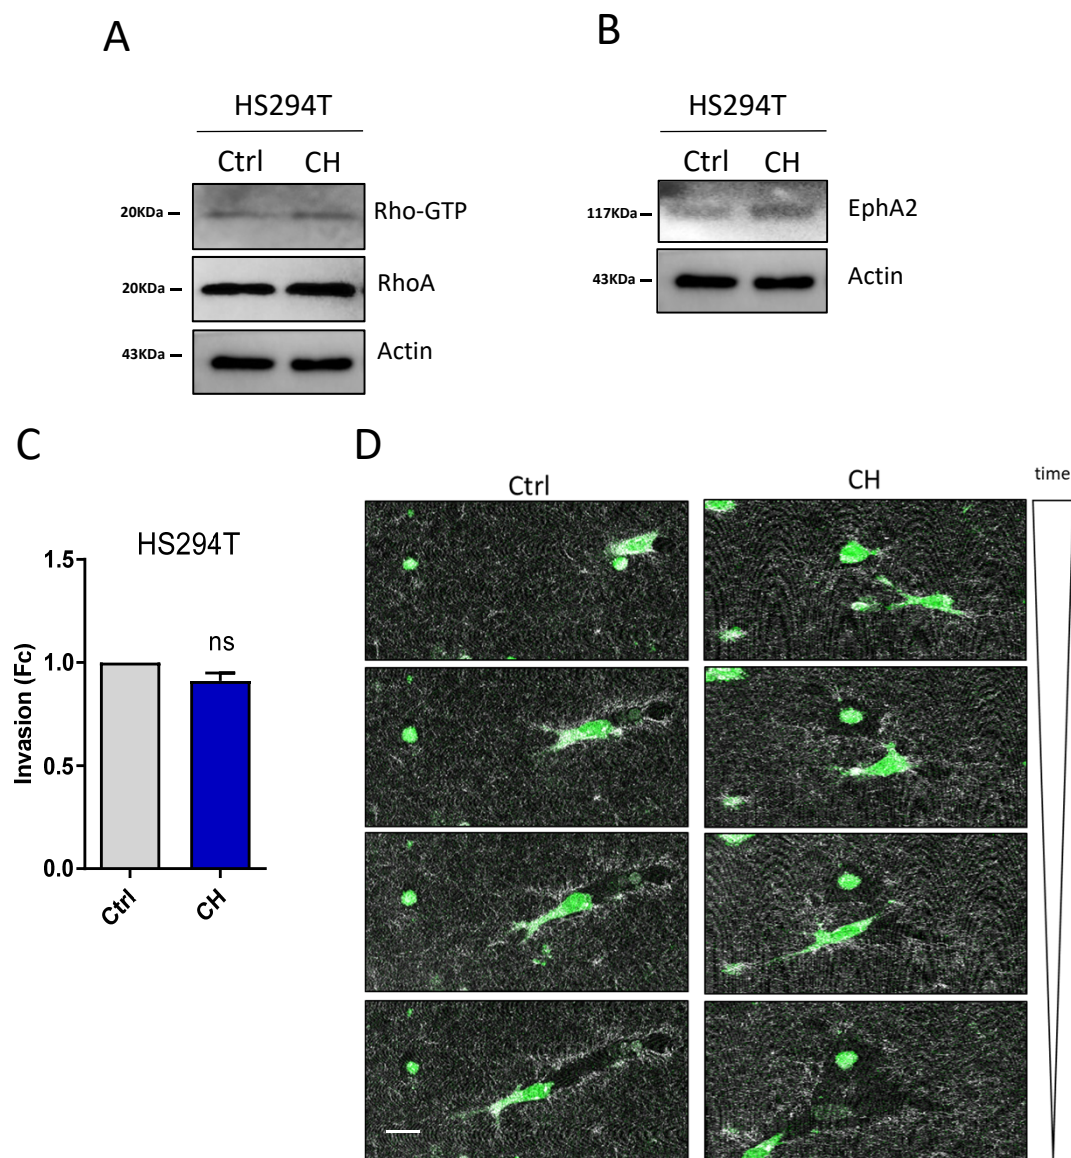 A
HS294T
Ctrl CH
20KDa Rho-GTP
20KDa RhoA
43KDa Actin
B
HS294T
Ctrl CH
117KDa EphA2
43KDa Actin
C
HS294T
1.5
ns
1.0
0.5
0.0
Invasion (Fc)
Ctrl CH
D
Ctrl CH time